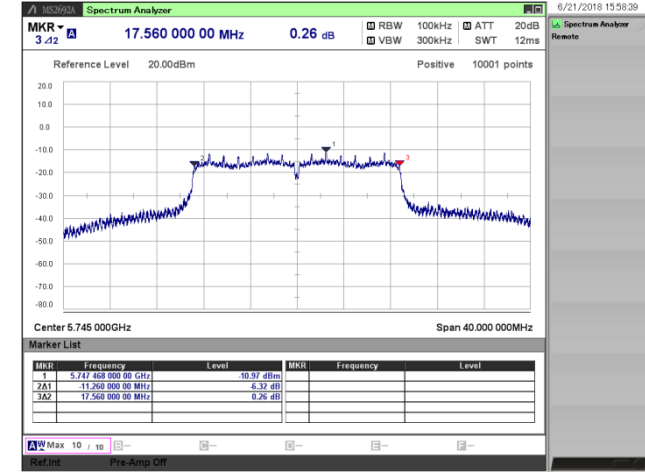 MS2692A Spectrum Analyzer
6/21/2018 15:58:39
MKR 3 Δ2 A 17.560 000 00 MHz 0.26 dB
M RBW 100kHz M ATT 20dB
M VBW 300kHz SWT 12ms
Spectrum Analyzer
Remote
Reference Level 20.00dBm Positive 10001 points
20.0
10.0
0.0
-10.0
-20.0
-30.0
-40.0
-50.0
-60.0
-70.0
-80.0
2
1
3
Center 5.745 000GHz Span 40.000 000MHz
Marker List
MKR Frequency Level MKR Frequency Level
1 5.747 468 000 00 GHz -10.97 dBm
2Δ1 -11.260 000 00 MHz -6.32 dB
3Δ2 17.560 000 00 MHz 0.26 dB
A W Max 10 / 10 B-- C-- D-- E-- F--
Ref.Int Pre-Amp Off